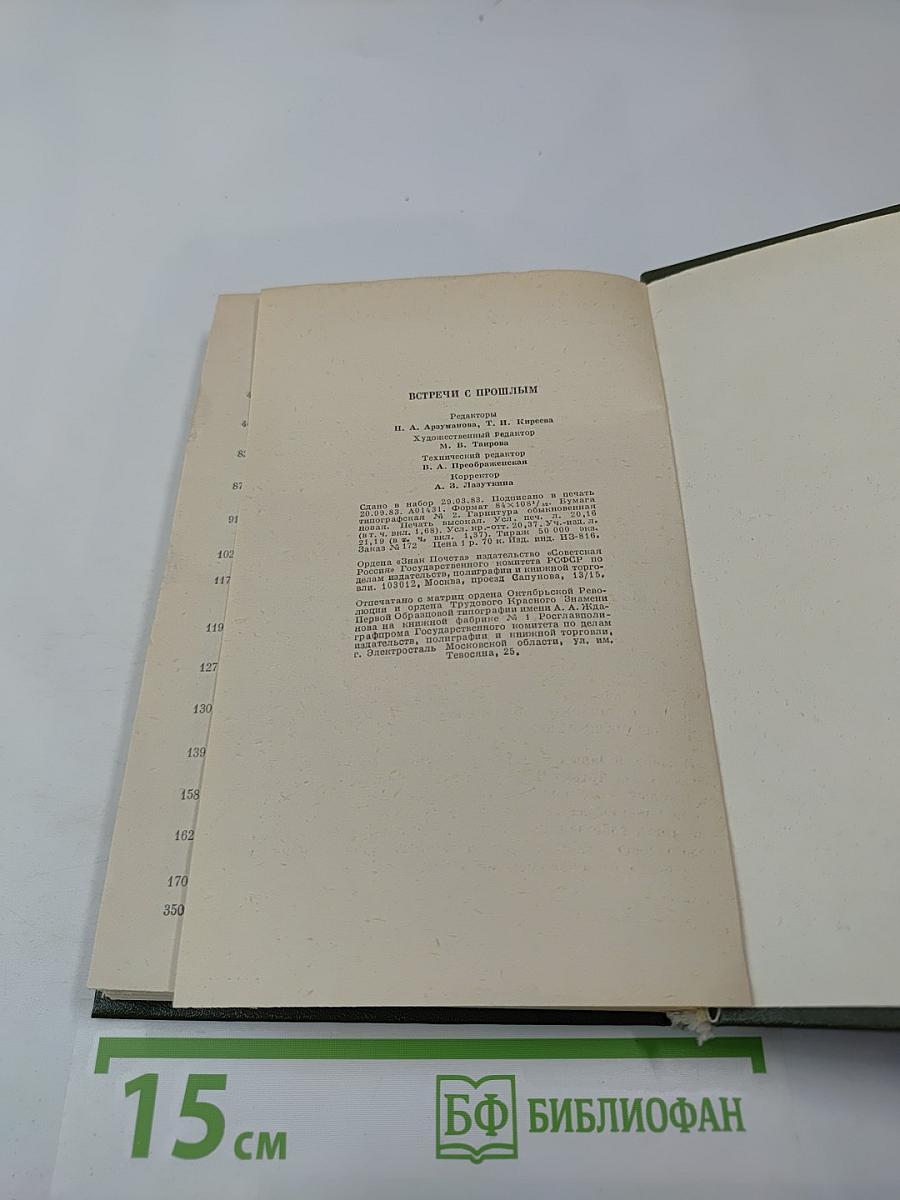 ВСТРЕЧИ С ПРОШЛЫМ
Редакторы
Н. А. Арзуманова, Т. И. Киреева
Художественный редактор
М. В. Таирова
Технический редактор
В. А. Преображенская
Корректор
А. З. Лазуткина
Сдано в набор 29.03.83. Подписано в печать
20.09.83. А01431. Формат 84×108¹/₃₂. Бумага
типографская № 2. Гарнитура обыкновенная
новая. Печать высокая. Усл. печ. л. 20,16
(в т. ч. вкл. 1,68). Усл. кр.-отт. 20,37. Уч.-изд. л.
21,19 (в т. ч. вкл. 1,37). Тираж 50 000 экз.
Заказ № 172 Цена 1 р. 70 к. Изд. инд. ИЗ-816.
Ордена «Знак Почета» издательство «Советская
Россия» Государственного комитета РСФСР по
делам издательств, полиграфии и книжной торго-
вли. 103012, Москва, проезд Сапунова, 13/15.
Отпечатано с матриц ордена Октябрьской Рево-
люции и ордена Трудового Красного Знамени
Первой Образцовой типографии имени А. А. Жда-
нова на книжной фабрике № 1 Росглавполи-
графпрома Государственного комитета по делам
издательств, полиграфии и книжной торговли,
г. Электросталь Московской области, ул. им.
Тевосяна, 25.
87
91
102
117
119
127
130
139
158
162
170
350
15 см
БФ БИБЛИОФАН